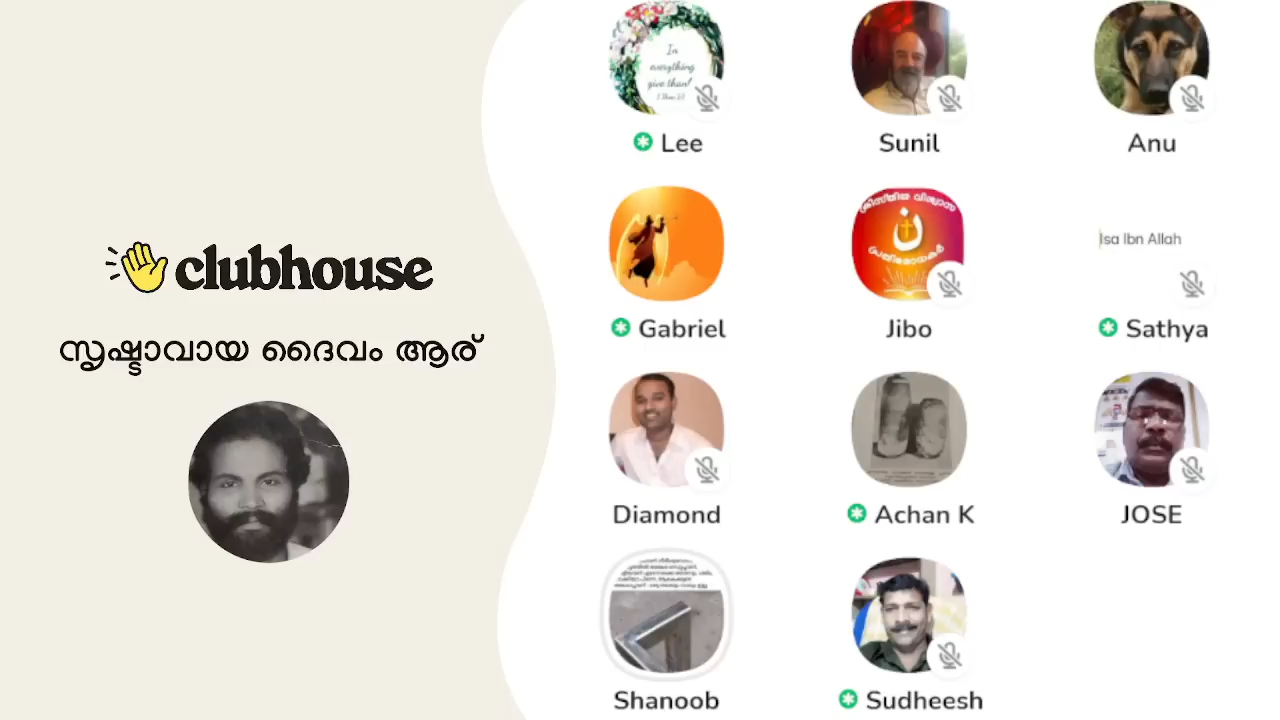 clubhouse
സൃഷ്ടാവായ ദൈവം ആര്
In
everything
give
Lee
Sunil
Anu
Gabriel
ക്രിസ്തീയ വിശ്വാസ
ن
Jibo
Isa Ibn Allah
Sathya
Diamond
Achan K
JOSE
Shanoob
Sudheesh